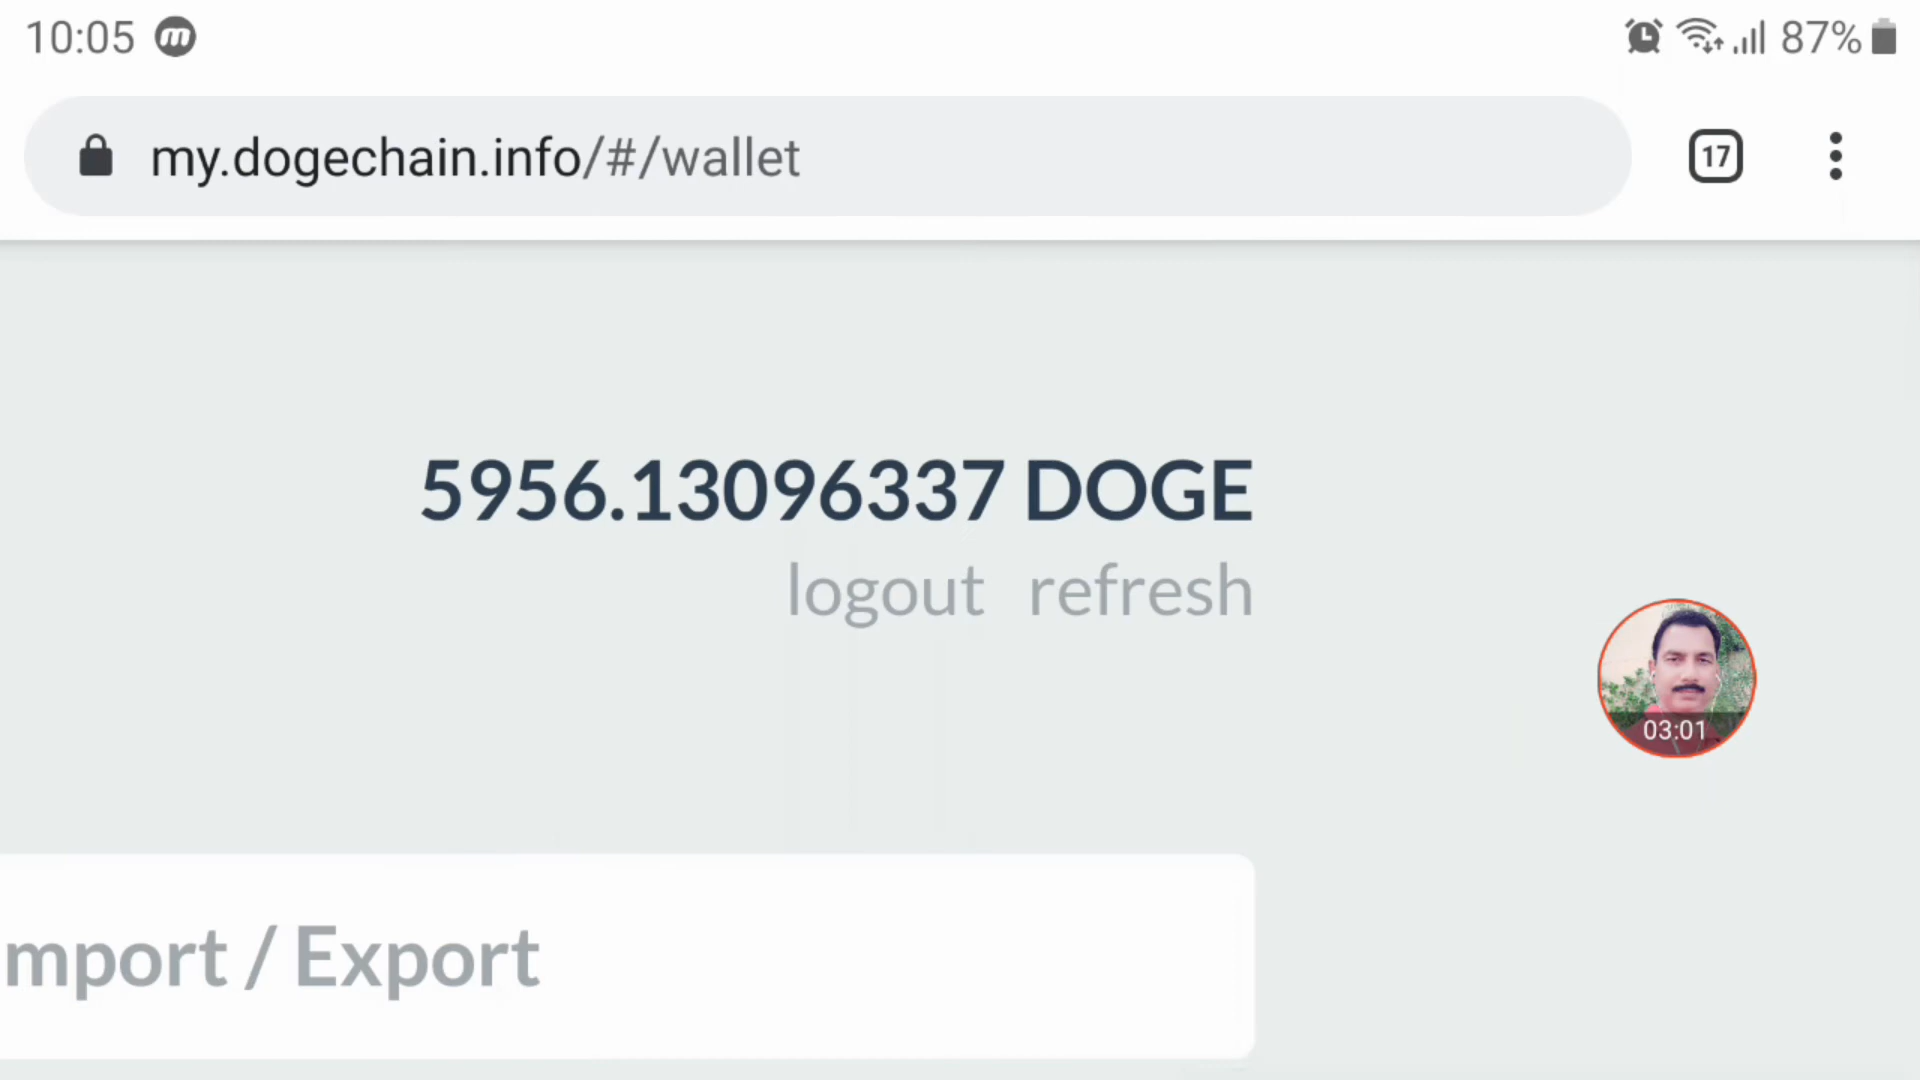 10:05 m 87%
my.dogechain.info/#/wallet 17
5956.13096337 DOGE
logout refresh
03:01
mport / Export